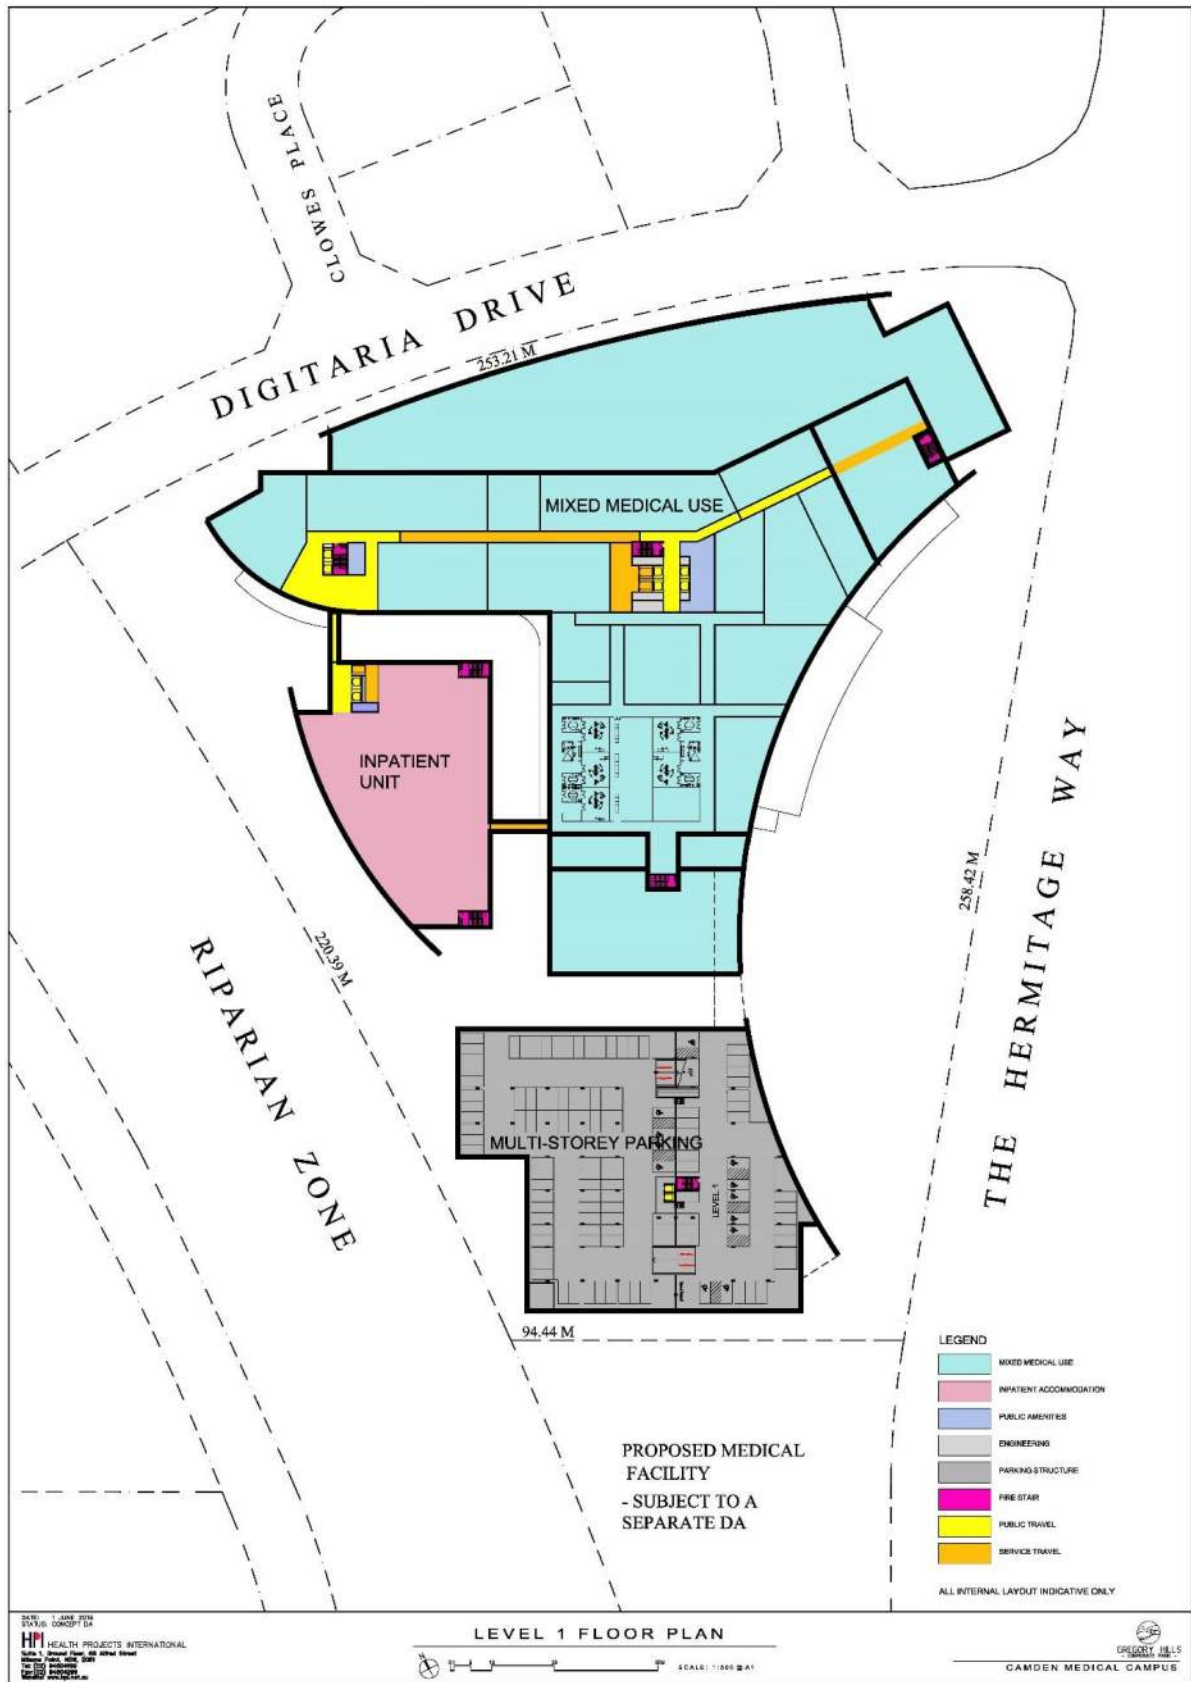 CLOWES PLACE
DIGITARIA DRIVE
253.21 M
MIXED MEDICAL USE
INPATIENT
UNIT
THE HERMITAGE WAY
258.42 M
220.39 M
RIPARIAN ZONE
MULTI-STOREY PARKING
LEVEL 1
94.44 M
PROPOSED MEDICAL
FACILITY
- SUBJECT TO A
SEPARATE DA
LEGEND
MIXED MEDICAL USE
INPATIENT ACCOMMODATION
PUBLIC AMENITIES
ENGINEERING
PARKING STRUCTURE
FIRE STAIR
PUBLIC TRAVEL
SERVICE TRAVEL
ALL INTERNAL LAYOUT INDICATIVE ONLY
STATUS: CONCEPT DA
HPI HEALTH PROJECTS INTERNATIONAL
LEVEL 1 FLOOR PLAN
N
SCALE: 1:500 @ A1
GREGORY HILLS
CAMDEN MEDICAL CAMPUS